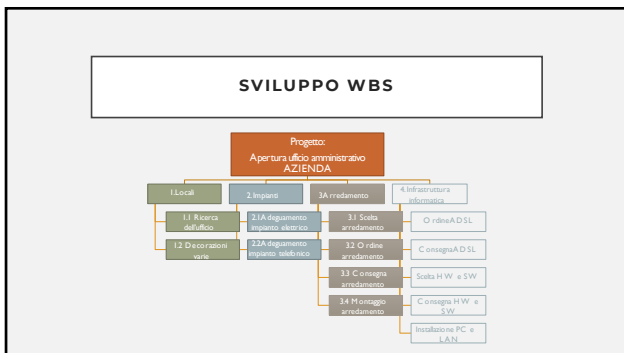 SVILUPPO WBS
Progetto:
Apertura ufficio amministrativo
AZIENDA
1.Locali
2.Impianti
3Arredamento
4.Infrastruttura
informatica
1.1 Ricerca
dell'ufficio
2.1Adeguamento
impianto elettrico
3.1 Scelta
arredamento
Ordine ADSL
1.2 Decorazioni
varie
2.2Adeguamento
impianto telefonico
3.2 Ordine
arredamento
Consegna ADSL
3.3 Consegna
arredamento
Scelta HW e SW
3.4 Montaggio
arredamento
Consegna HW e
SW
Installazione PC e
LAN